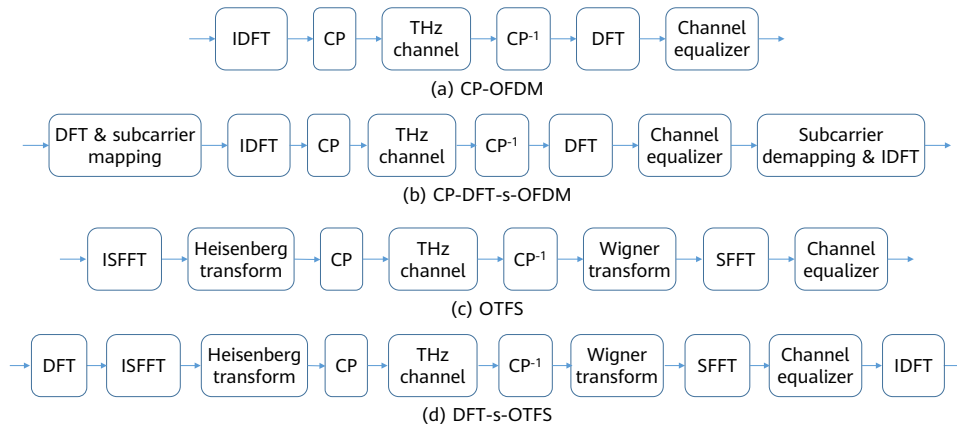 IDFT
CP
THz
channel
CP⁻¹
DFT
Channel
equalizer
(a) CP-OFDM
DFT & subcarrier
mapping
IDFT
CP
THz
channel
CP⁻¹
DFT
Channel
equalizer
Subcarrier
demapping & IDFT
(b) CP-DFT-s-OFDM
ISFFT
Heisenberg
transform
CP
THz
channel
CP⁻¹
Wigner
transform
SFFT
Channel
equalizer
(c) OTFS
DFT
ISFFT
Heisenberg
transform
CP
THz
channel
CP⁻¹
Wigner
transform
SFFT
Channel
equalizer
IDFT
(d) DFT-s-OTFS